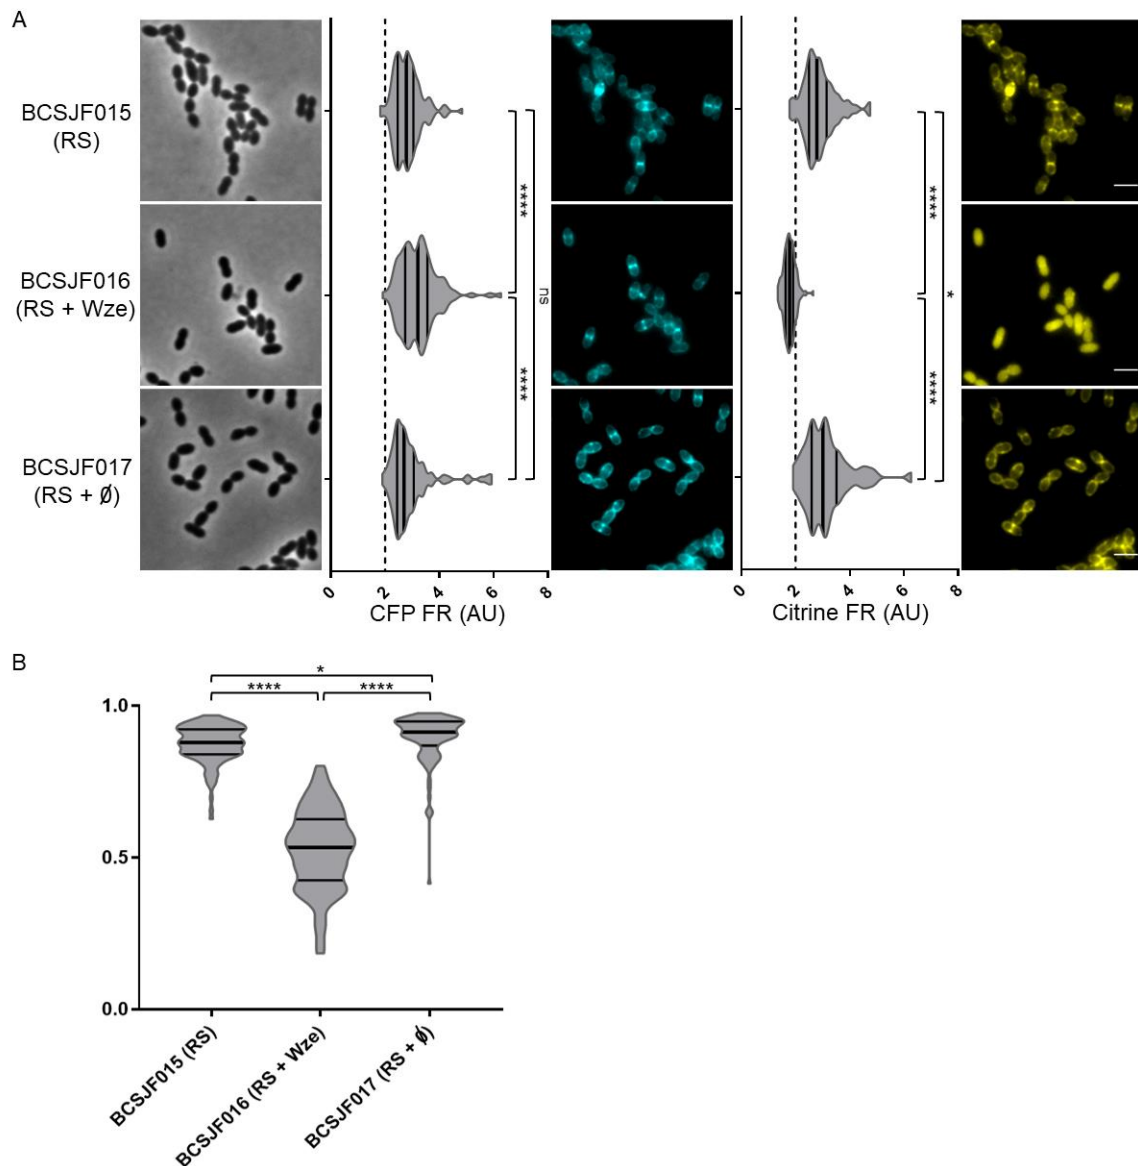 A
BCSJF015
(RS)
****
****
ns
****
****
*
BCSJF016
(RS + Wze)
BCSJF017
(RS + Ø)
0
2
4
6
8
CFP FR (AU)
0
2
4
6
8
Citrine FR (AU)
B
*
****
****
1.0
0.5
0.0
BCSJF015 (RS)
BCSJF016 (RS + Wze)
BCSJF017 (RS + Ø)